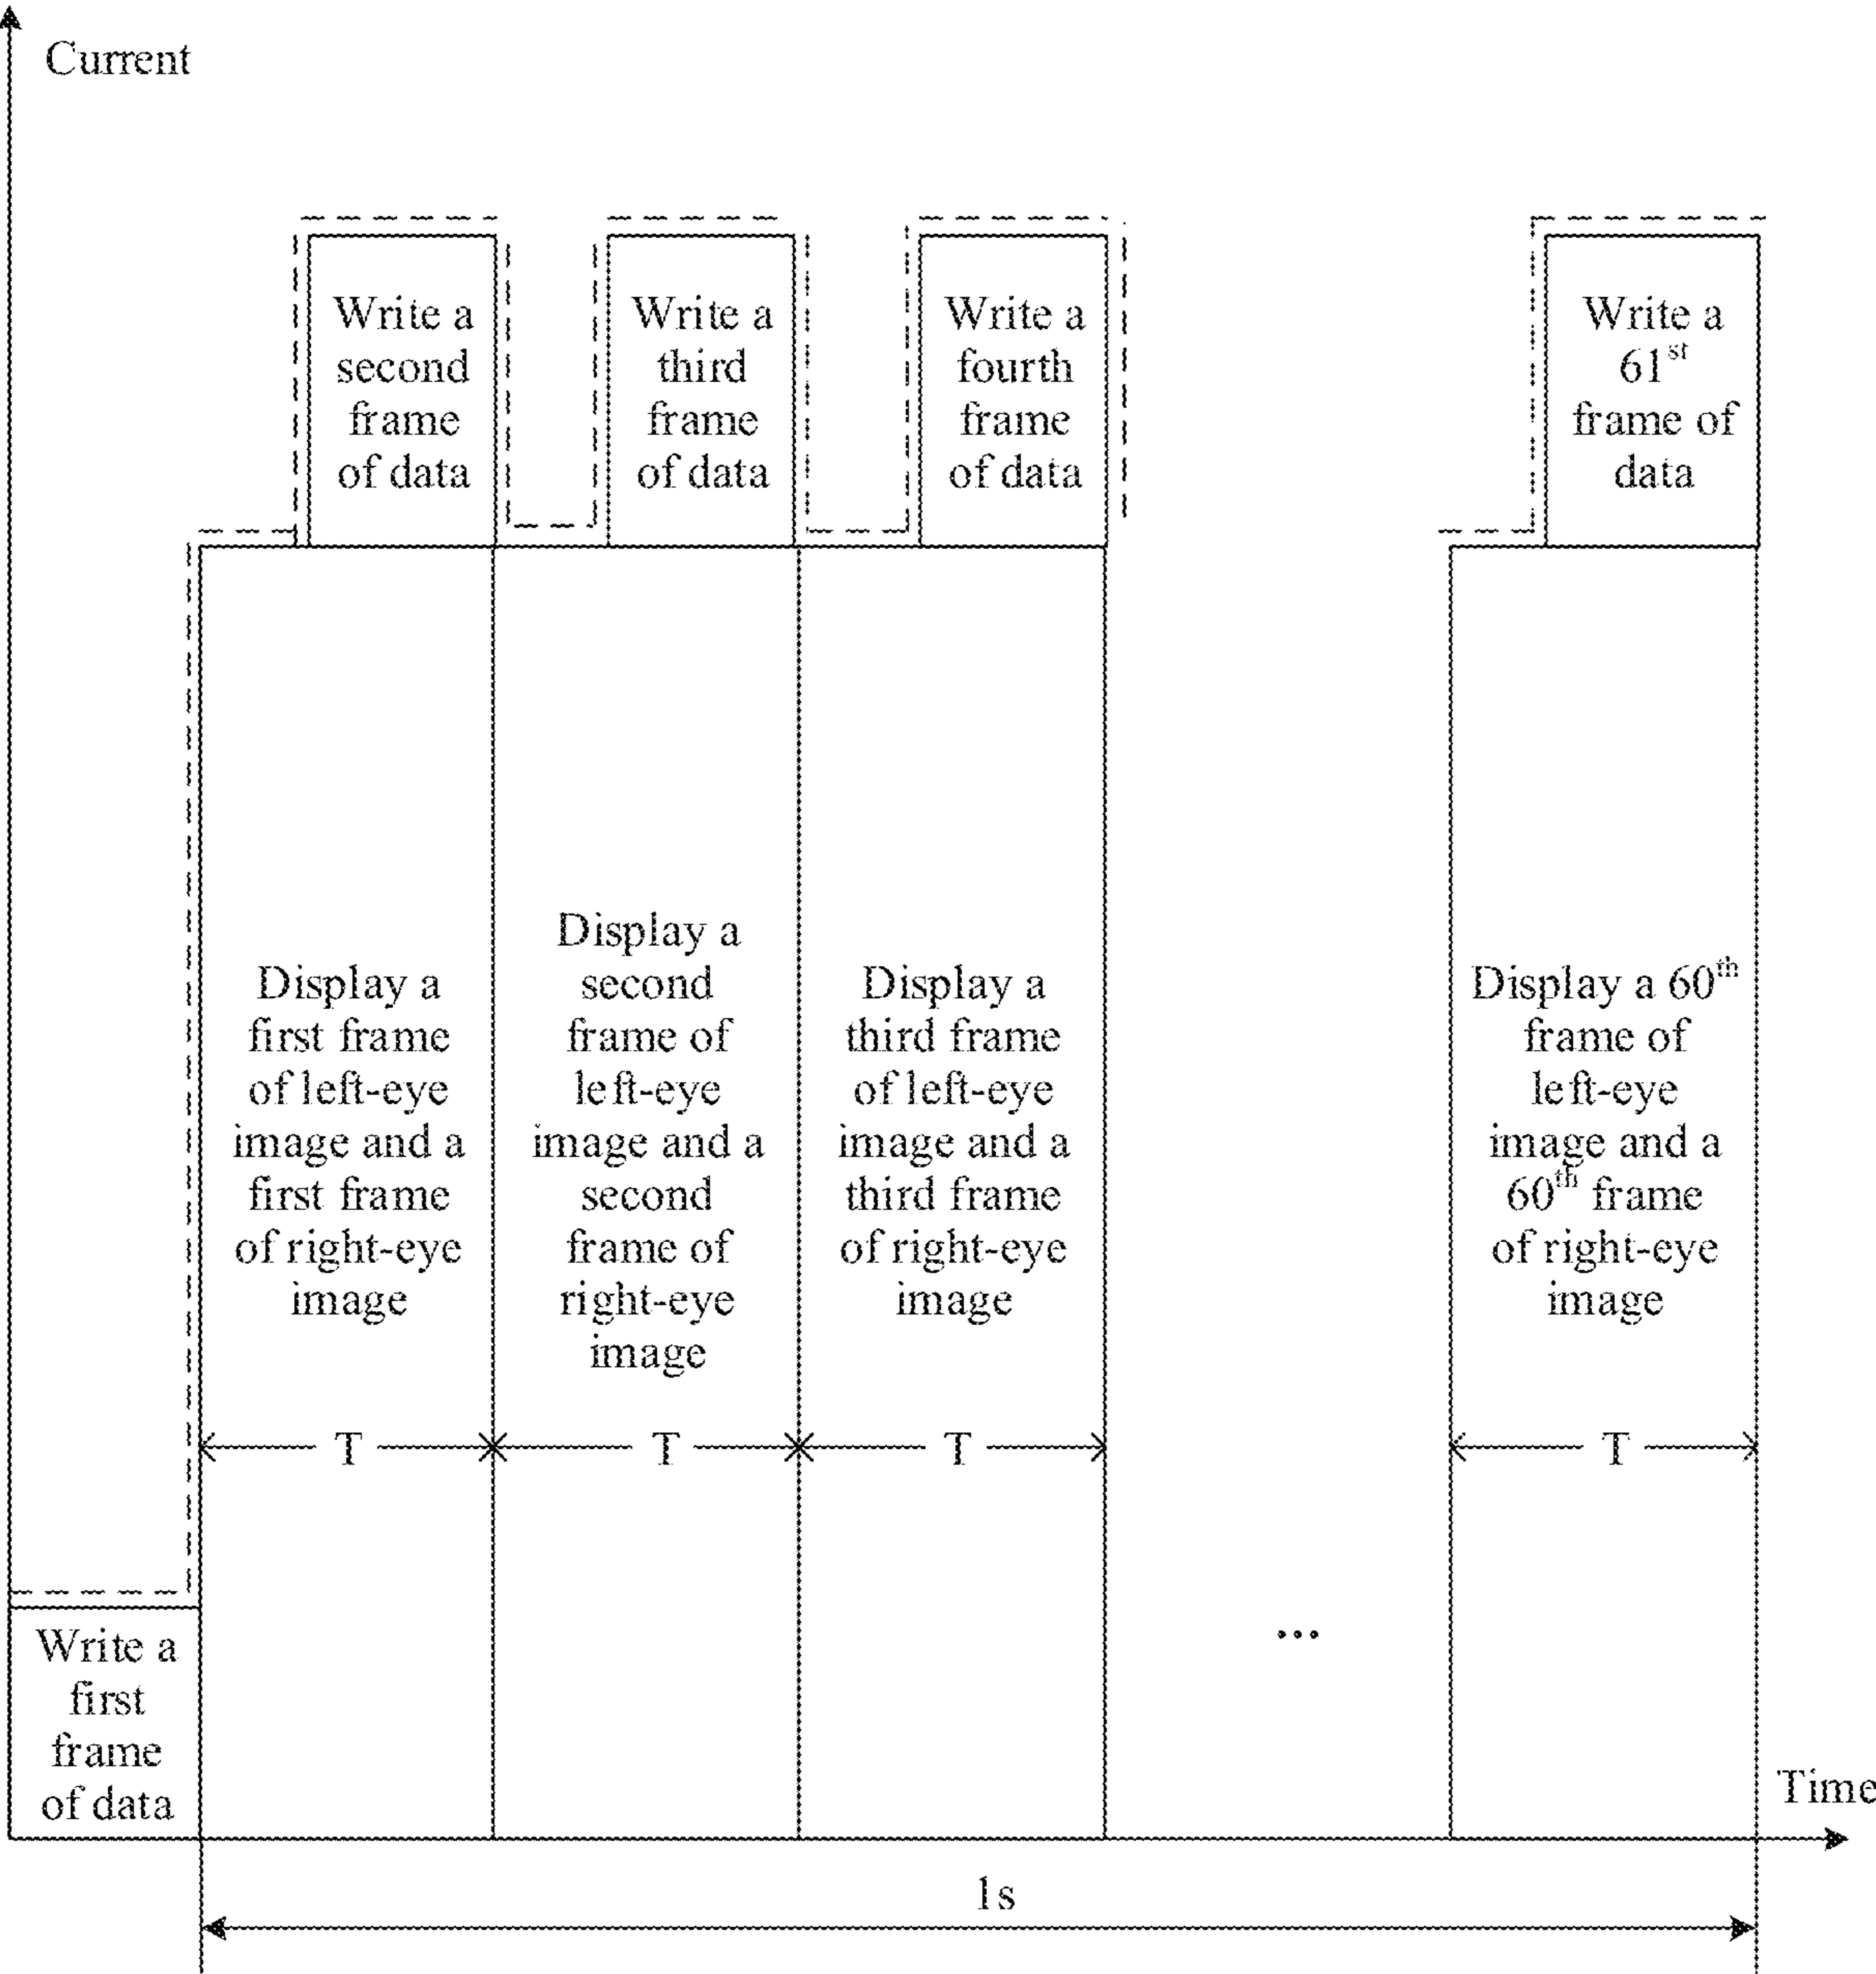 Current
Write a
second
frame
of data
Write a
third
frame
of data
Write a
fourth
frame
of data
Write a
61st
frame of
data
Display a
first frame
of left-eye
image and a
first frame
of right-eye
image
Display a
second
frame of
left-eye
image and a
second
frame of
right-eye
image
Display a
third frame
of left-eye
image and a
third frame
of right-eye
image
Display a 60th
frame of
left-eye
image and a
60th frame
of right-eye
image
T
T
T
T
Write a
first
frame
of data
...
Time
1s